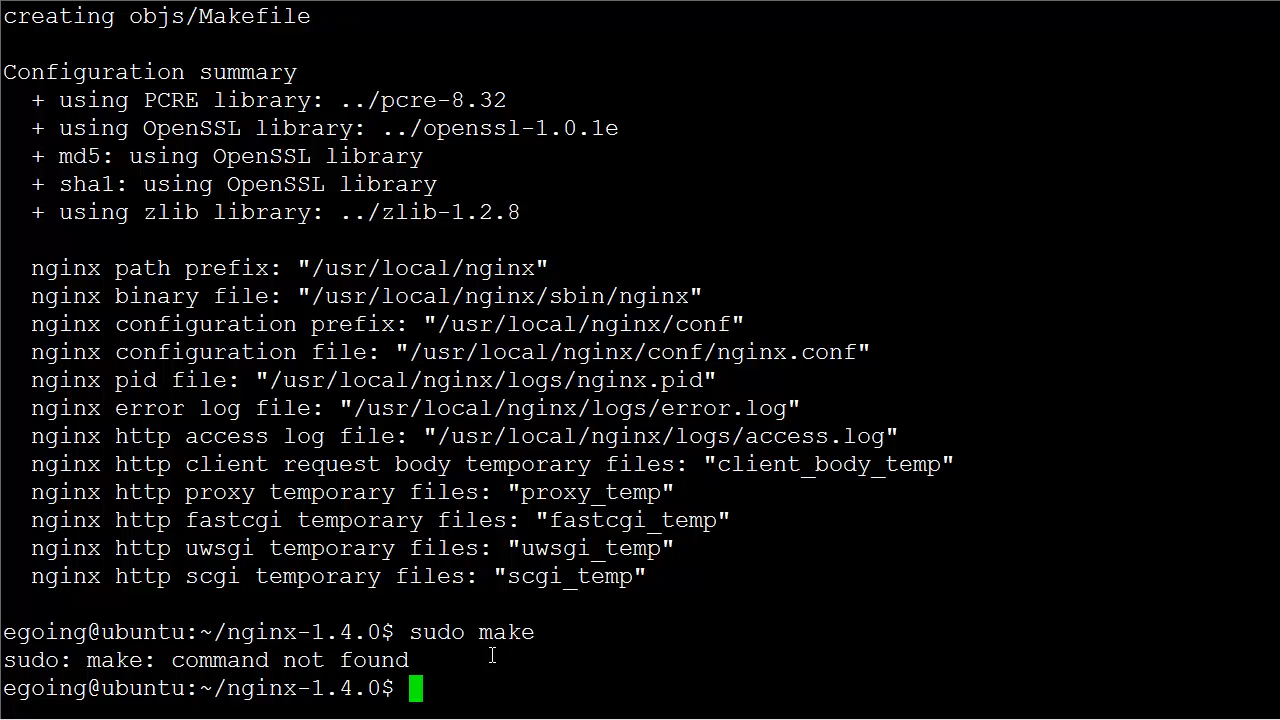 creating objs/Makefile
Configuration summary
+ using PCRE library: ../pcre-8.32
+ using OpenSSL library: ../openssl-1.0.1e
+ md5: using OpenSSL library
+ sha1: using OpenSSL library
+ using zlib library: ../zlib-1.2.8
nginx path prefix: "/usr/local/nginx"
nginx binary file: "/usr/local/nginx/sbin/nginx"
nginx configuration prefix: "/usr/local/nginx/conf"
nginx configuration file: "/usr/local/nginx/conf/nginx.conf"
nginx pid file: "/usr/local/nginx/logs/nginx.pid"
nginx error log file: "/usr/local/nginx/logs/error.log"
nginx http access log file: "/usr/local/nginx/logs/access.log"
nginx http client request body temporary files: "client_body_temp"
nginx http proxy temporary files: "proxy_temp"
nginx http fastcgi temporary files: "fastcgi_temp"
nginx http uwsgi temporary files: "uwsgi_temp"
nginx http scgi temporary files: "scgi_temp"
egoing@ubuntu:~/nginx-1.4.0$ sudo make
sudo: make: command not found
egoing@ubuntu:~/nginx-1.4.0$